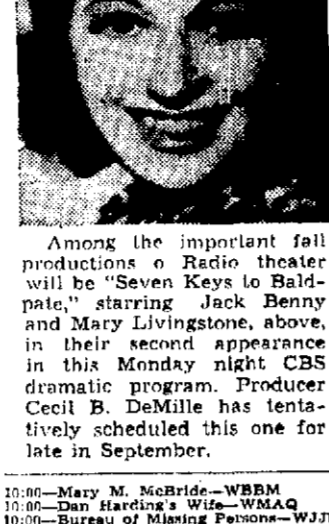 Among the important fall
productions o Radio theater
will be "Seven Keys to Bald-
pate," starring Jack Benny
and Mary Livingstone, above,
in their second appearance
in this Monday night CBS
dramatic program. Producer
Cecil B. DeMille has tenta-
tively scheduled this one for
late in September.
10:00—Mary M. McBride—WBBM
10:00—Dan Harding's Wife—WMAQ
10:00—Bureau of Missing Persons—WJJD